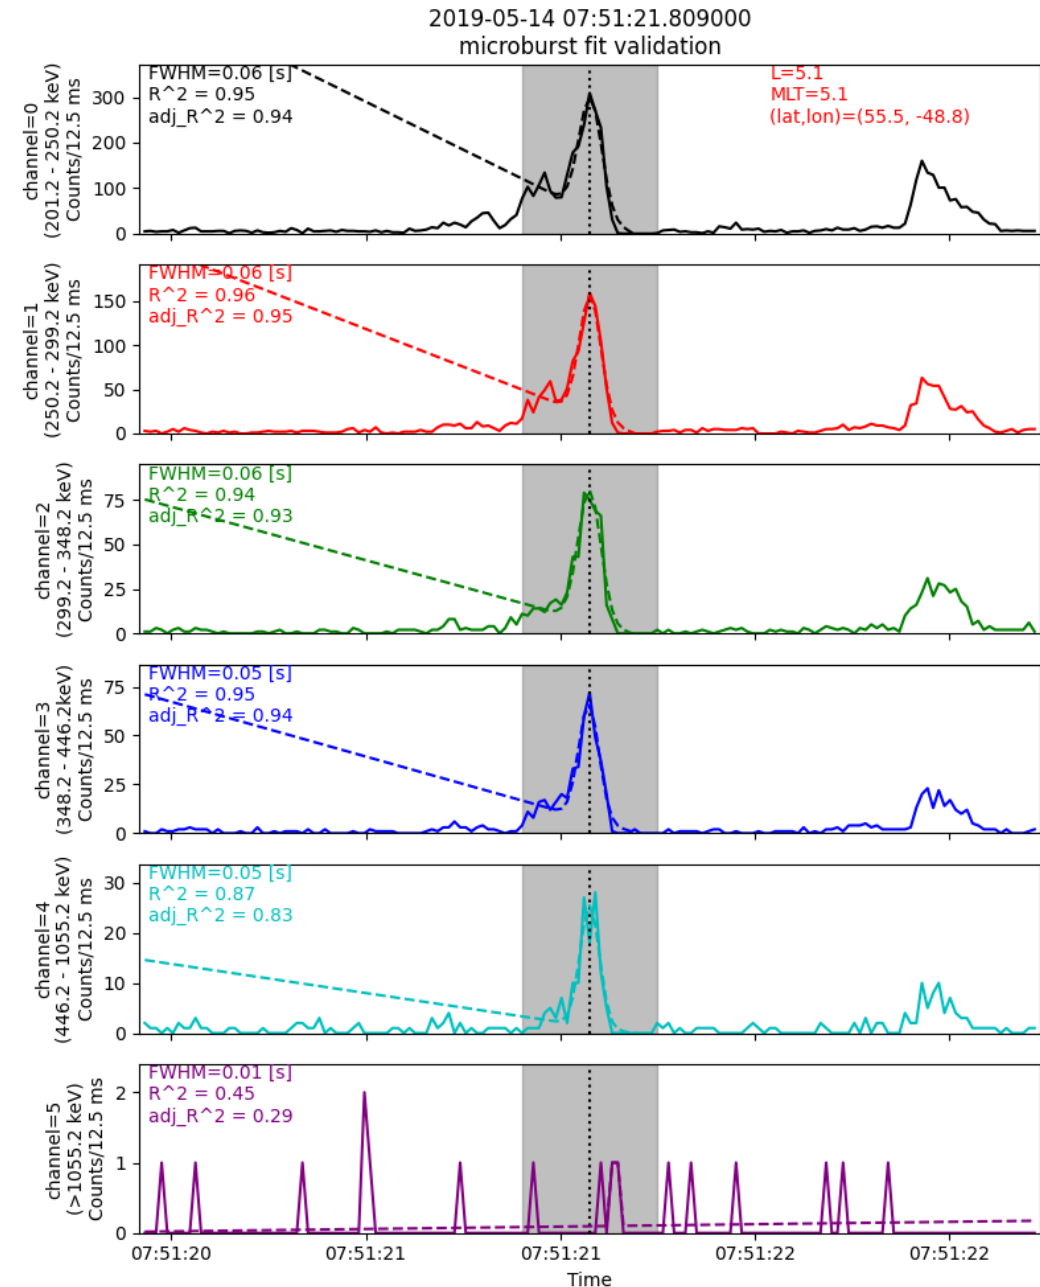 2019-05-14 07:51:21.809000
microburst fit validation
channel=0
(201.2 - 250.2 keV)
Counts/12.5 ms
300
200
100
0
FWHM=0.06 [s]
R^2 = 0.95
adj_R^2 = 0.94
L=5.1
MLT=5.1
(lat,lon)=(55.5, -48.8)
channel=1
(250.2 - 299.2 keV)
Counts/12.5 ms
150
100
50
0
FWHM=0.06 [s]
R^2 = 0.96
adj_R^2 = 0.95
channel=2
(299.2 - 348.2 keV)
Counts/12.5 ms
75
50
25
0
FWHM=0.06 [s]
R^2 = 0.94
adj_R^2 = 0.93
channel=3
(348.2 - 446.2keV)
Counts/12.5 ms
75
50
25
0
FWHM=0.05 [s]
R^2 = 0.95
adj_R^2 = 0.94
channel=4
(446.2 - 1055.2 keV)
Counts/12.5 ms
30
20
10
0
FWHM=0.05 [s]
R^2 = 0.87
adj_R^2 = 0.83
channel=5
(>1055.2 keV)
Counts/12.5 ms
2
1
0
FWHM=0.01 [s]
R^2 = 0.45
adj_R^2 = 0.29
07:51:20 07:51:21 07:51:21 07:51:22 07:51:22
Time